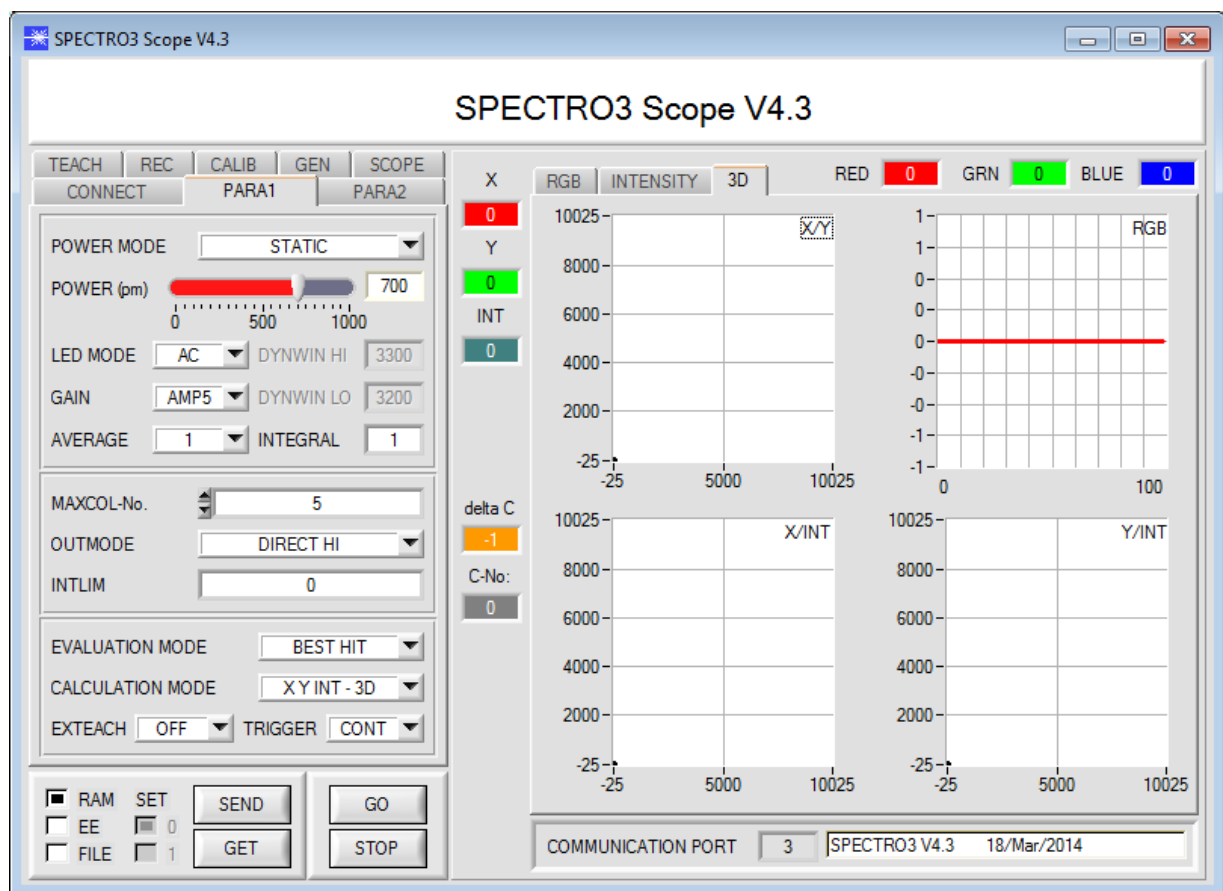 SPECTRO3 Scope V4.3
SPECTRO3 Scope V4.3
TEACH REC CALIB GEN SCOPE
CONNECT PARA1 PARA2
POWER MODE STATIC
POWER (pm) 700
0 500 1000
LED MODE AC DYNWIN HI 3300
GAIN AMP5 DYNWIN LO 3200
AVERAGE 1 INTEGRAL 1
MAXCOL-No. 5
OUTMODE DIRECT HI
INTLIM 0
EVALUATION MODE BEST HIT
CALCULATION MODE X Y INT - 3D
EXTEACH OFF TRIGGER CONT
RAM SET SEND GO
EE 0
FILE 1 GET STOP
X
0
Y
0
INT
0
delta C
-1
C-No:
0
RGB INTENSITY 3D RED 0 GRN 0 BLUE 0
X/Y
10025
8000
6000
4000
2000
-25
-25 5000 10025
RGB
1
1
0
0
0
-0
-0
-1
-1
0 100
X/INT
10025
8000
6000
4000
2000
-25
-25 5000 10025
Y/INT
10025
8000
6000
4000
2000
-25
-25 5000 10025
COMMUNICATION PORT 3 SPECTRO3 V4.3 18/Mar/2014